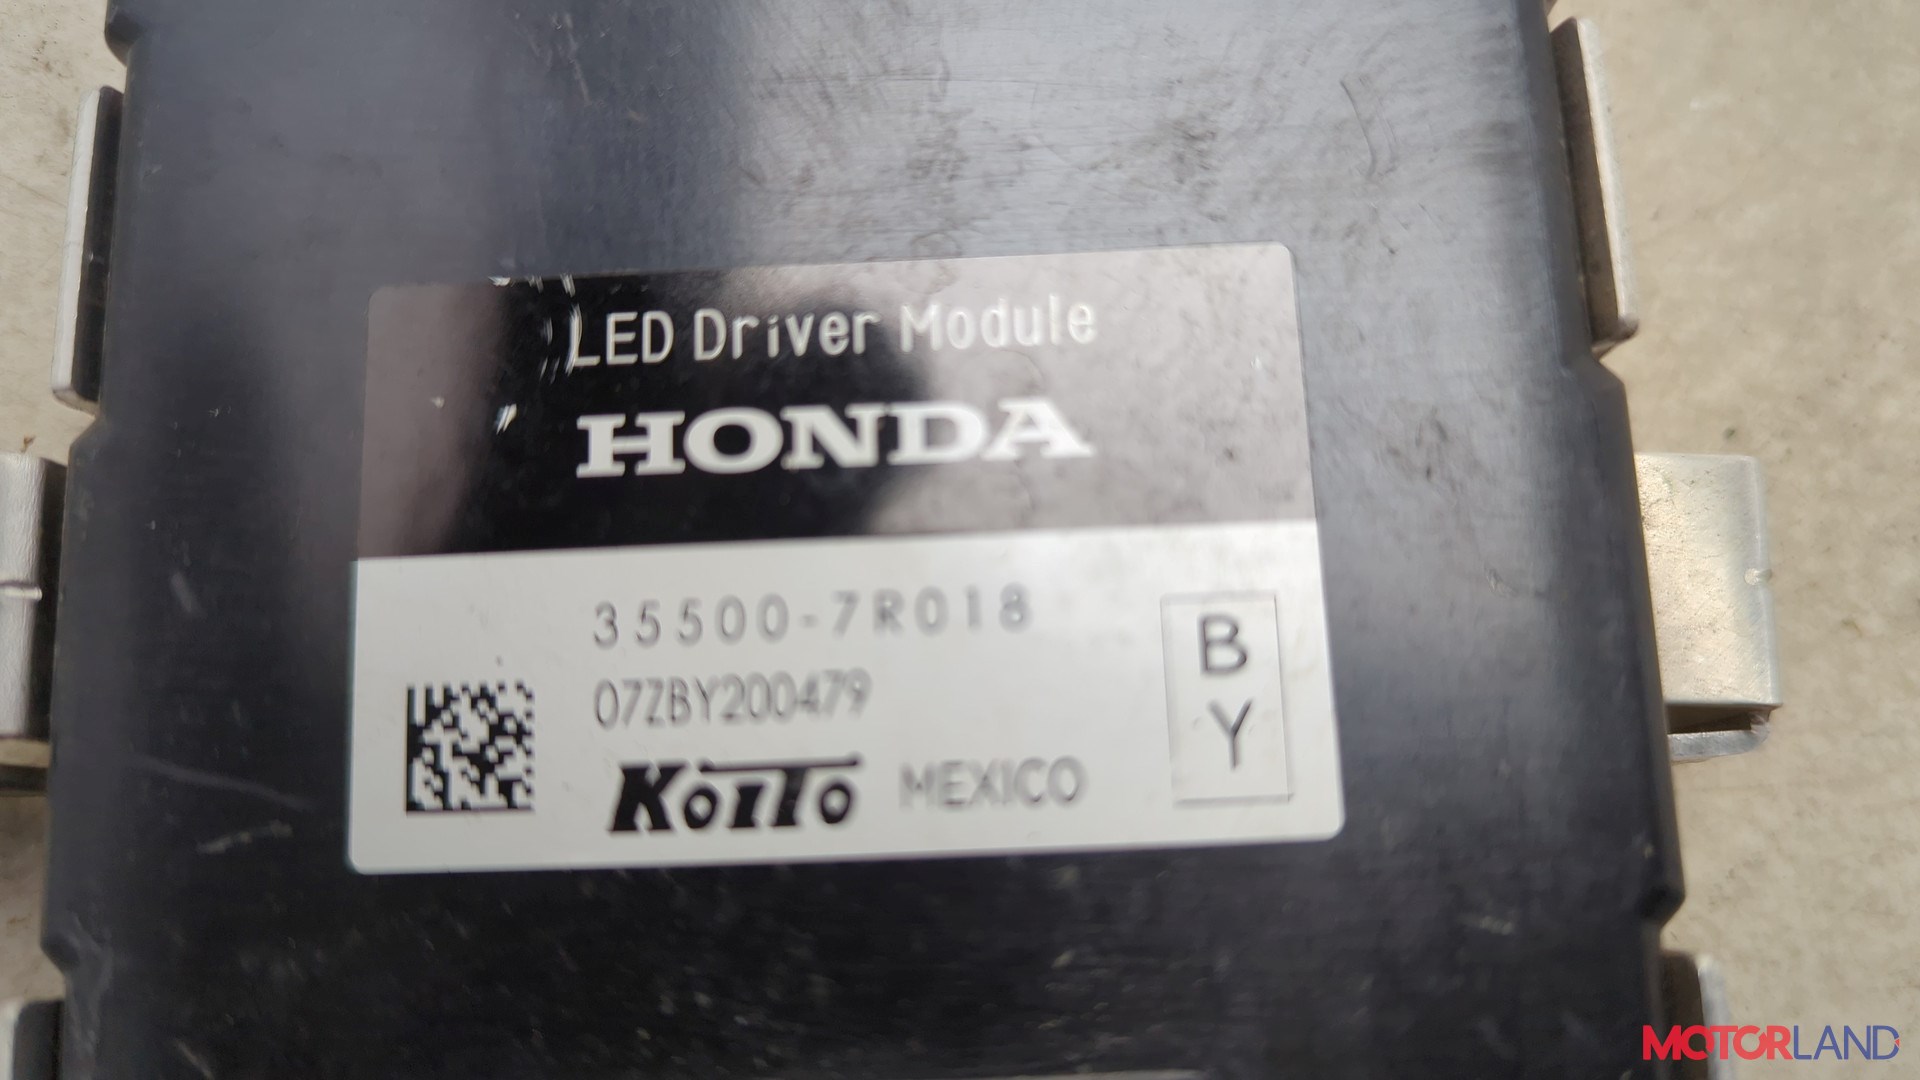 LED Driver Module
HONDA
35500-7R018
07ZBY200479
KOITO MEXICO
B
Y
MOTORLAND